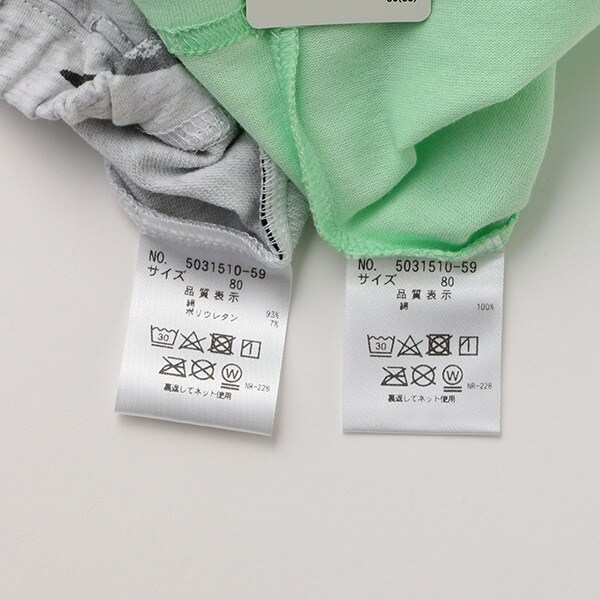 NO. 5031510-59
サイズ 80
品質表示
綿 93%
ポリウレタン 7%
30
W
NR-228
裏返してネット使用
NO. 5031510-59
サイズ 80
品質表示
綿 100%
30
W
NR-228
裏返してネット使用